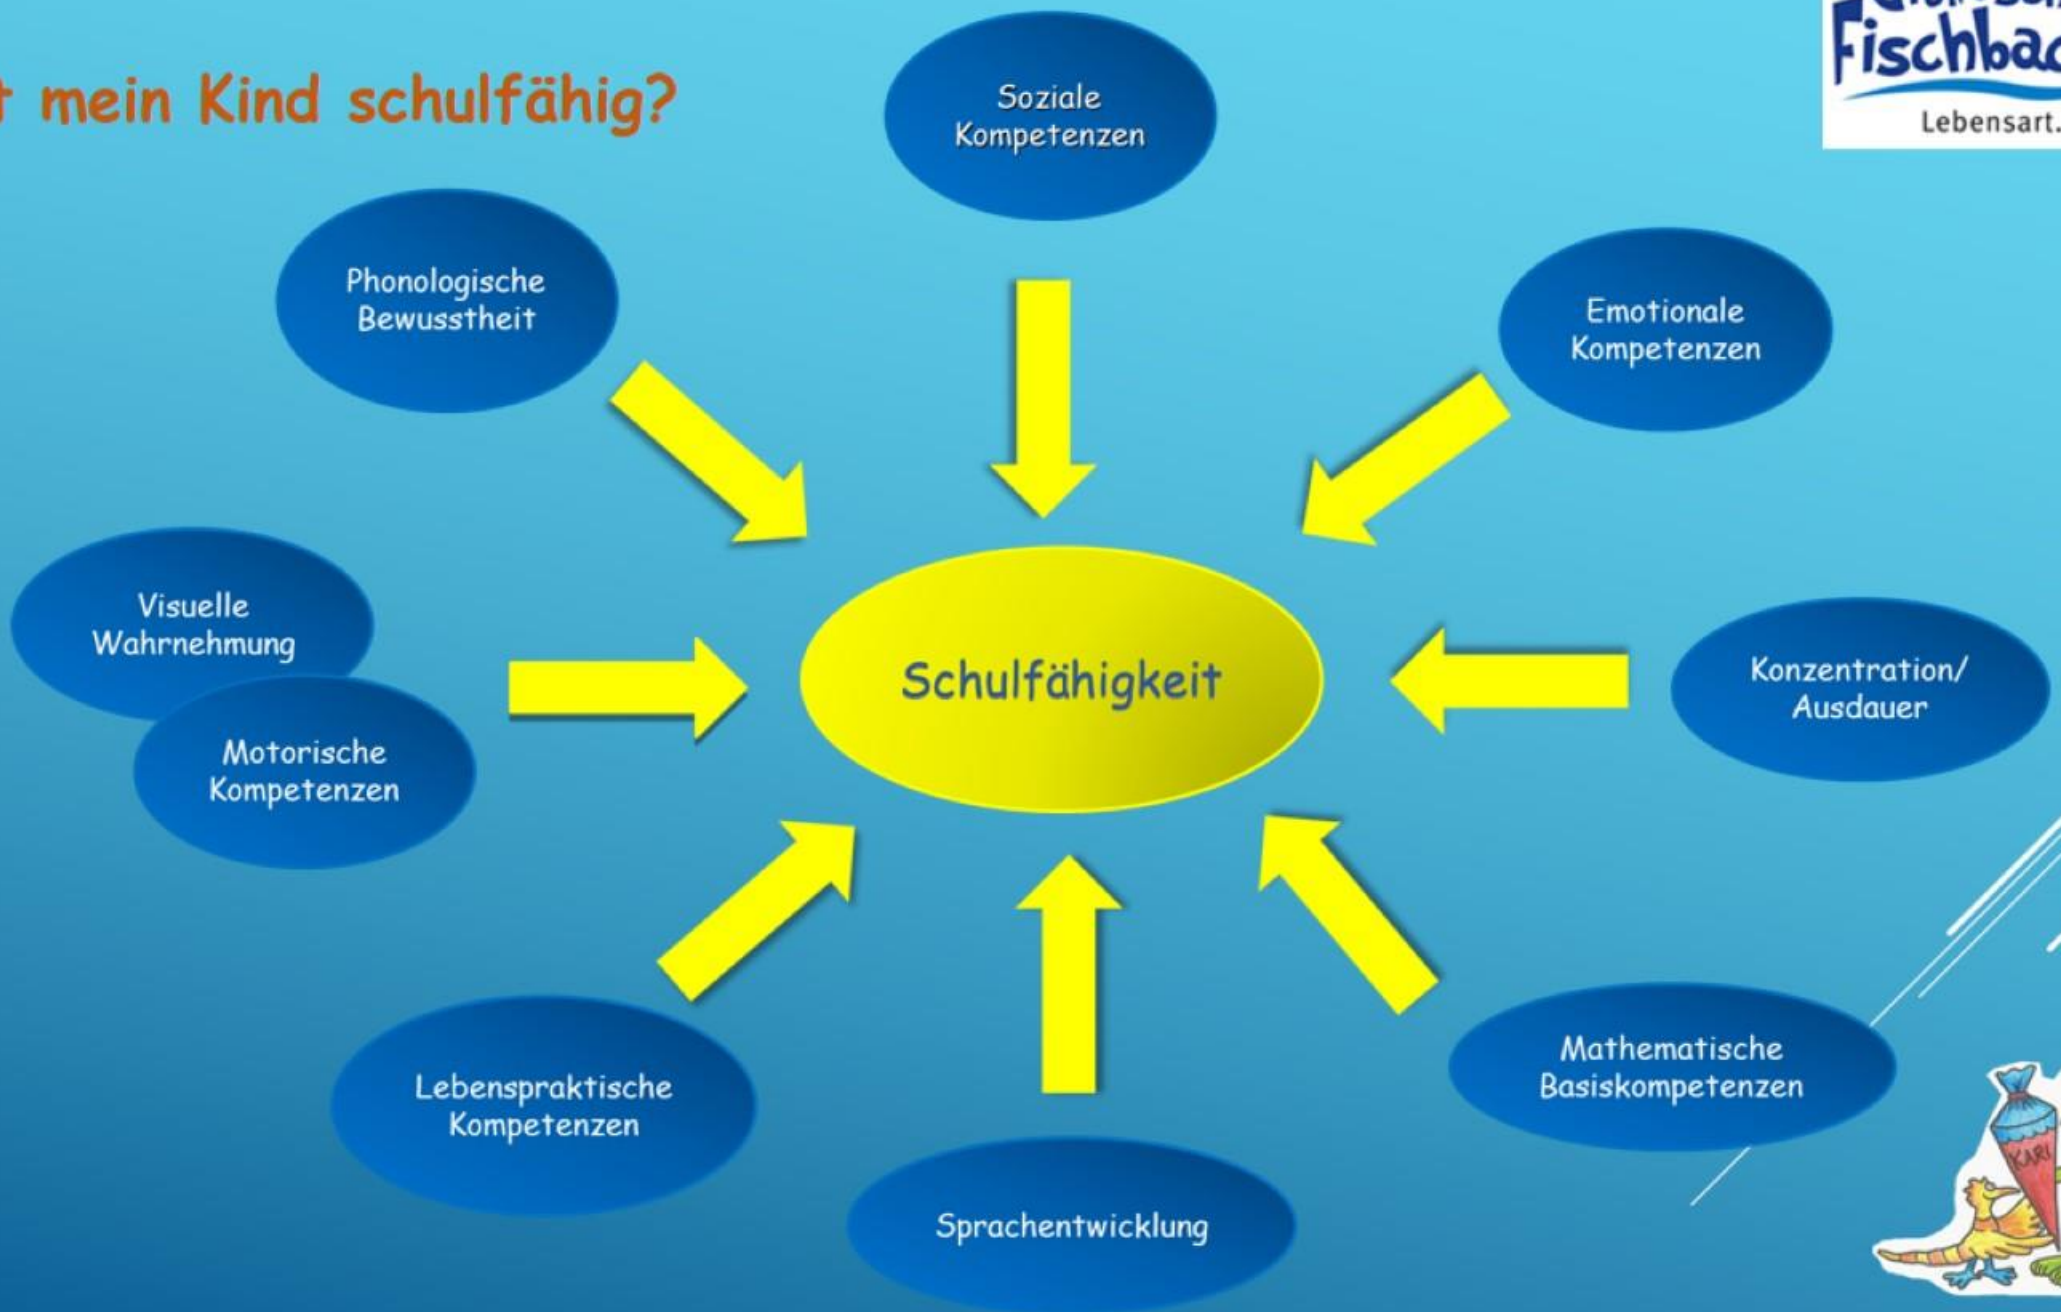 mein Kind schulfähig?
Soziale
Kompetenzen
Fischbac
Lebensart.
Phonologische
Bewusstheit
Emotionale
Kompetenzen
Visuelle
Wahrnehmung
Motorische
Kompetenzen
Schulfähigkeit
Konzentration/
Ausdauer
Lebenspraktische
Kompetenzen
Mathematische
Basiskompetenzen
Sprachentwicklung
KARI